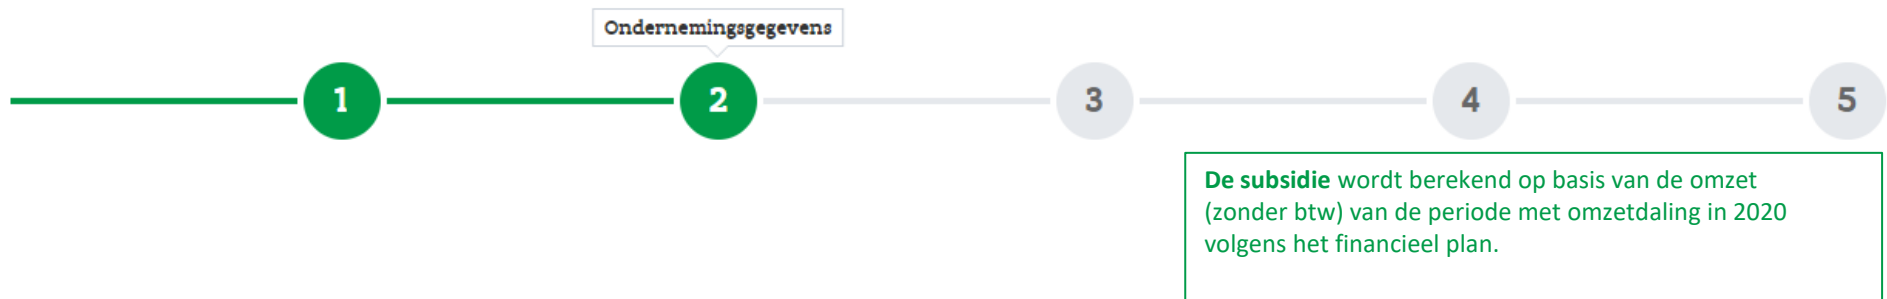 Ondernemingsgegevens
1 2 3 4 5
De subsidie wordt berekend op basis van de omzet
(zonder btw) van de periode met omzetdaling in 2020
volgens het financieel plan.